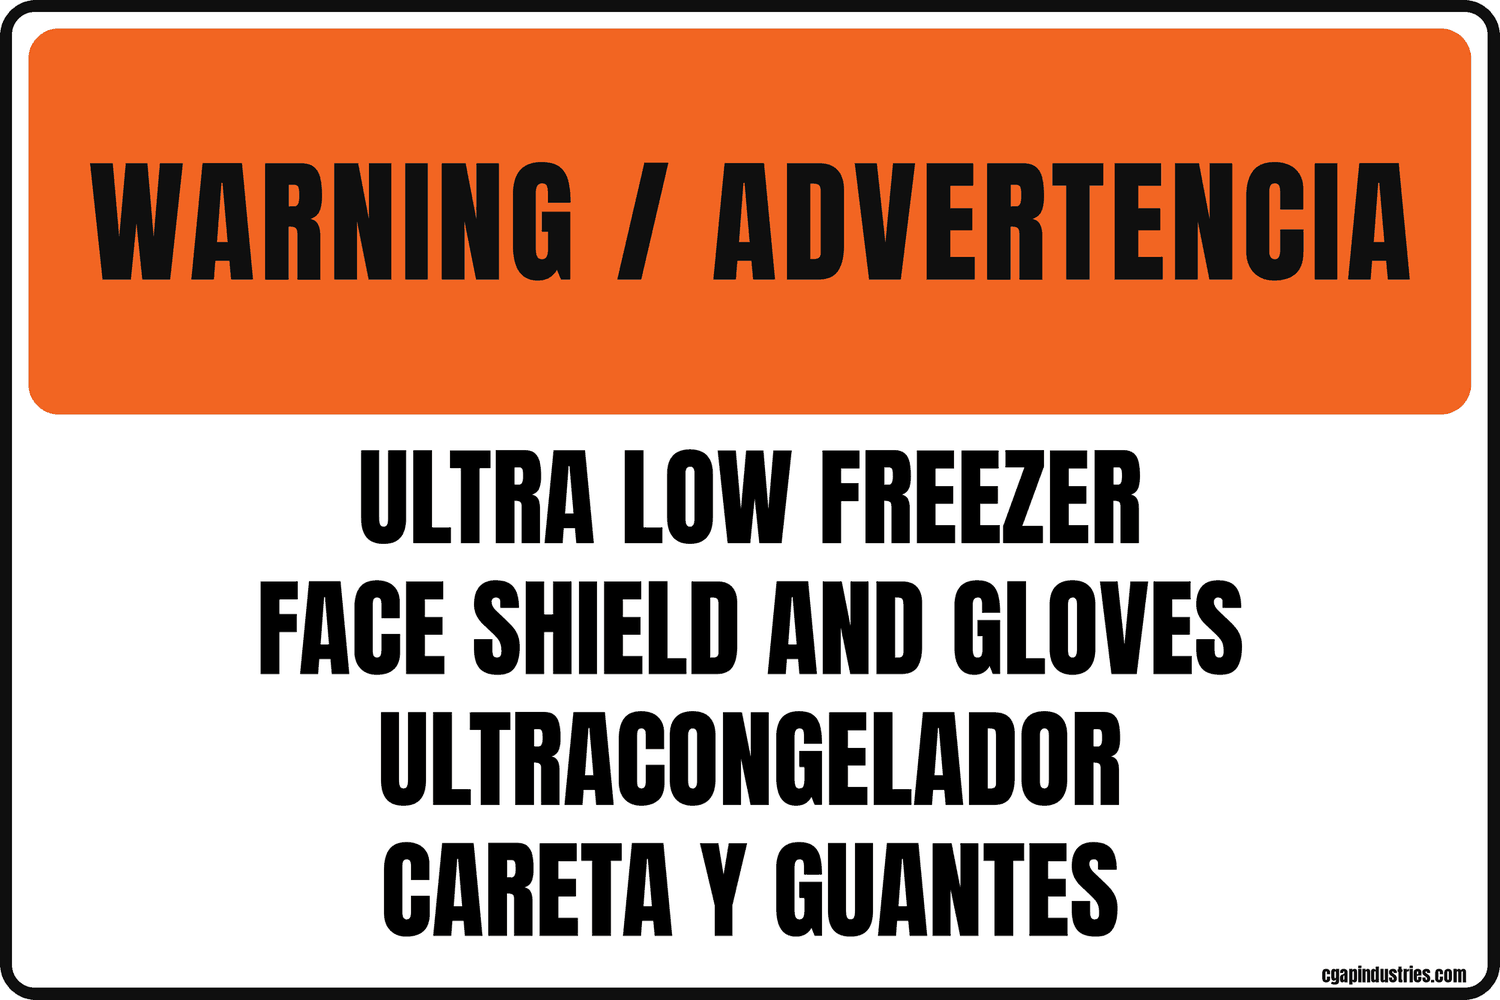 WARNING / ADVERTENCIA
ULTRA LOW FREEZER
FACE SHIELD AND GLOVES
ULTRACONGELADOR
CARETA Y GUANTES
cgapindustries.com